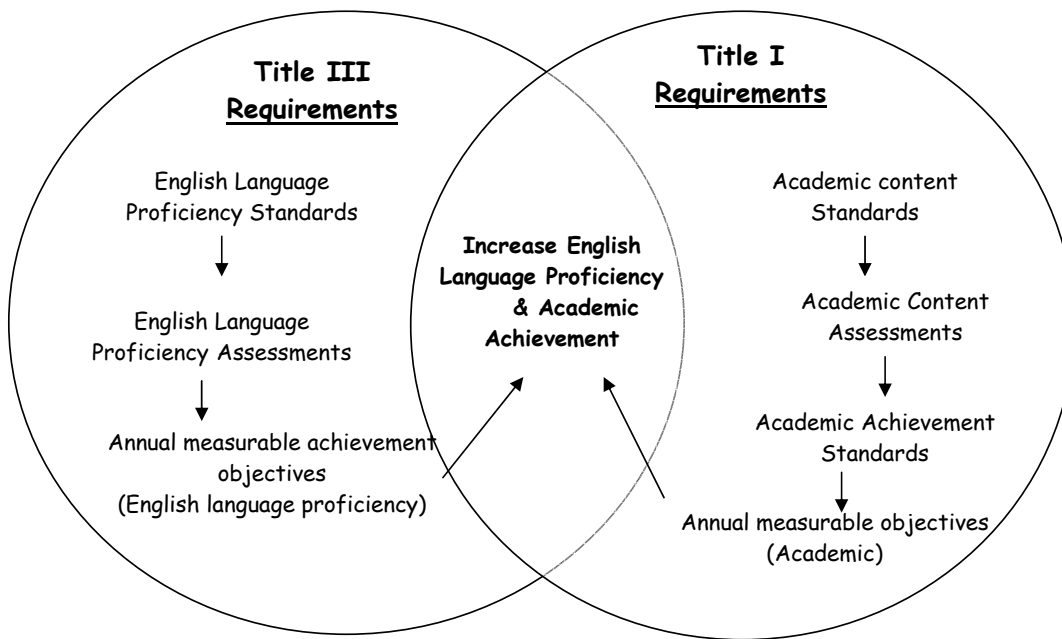 Title III
Requirements
English Language
Proficiency Standards
English Language
Proficiency Assessments
Annual measurable achievement
objectives
(English language proficiency)
Increase English
Language Proficiency
& Academic
Achievement
Title I
Requirements
Academic content
Standards
Academic Content
Assessments
Academic Achievement
Standards
Annual measurable objectives
(Academic)